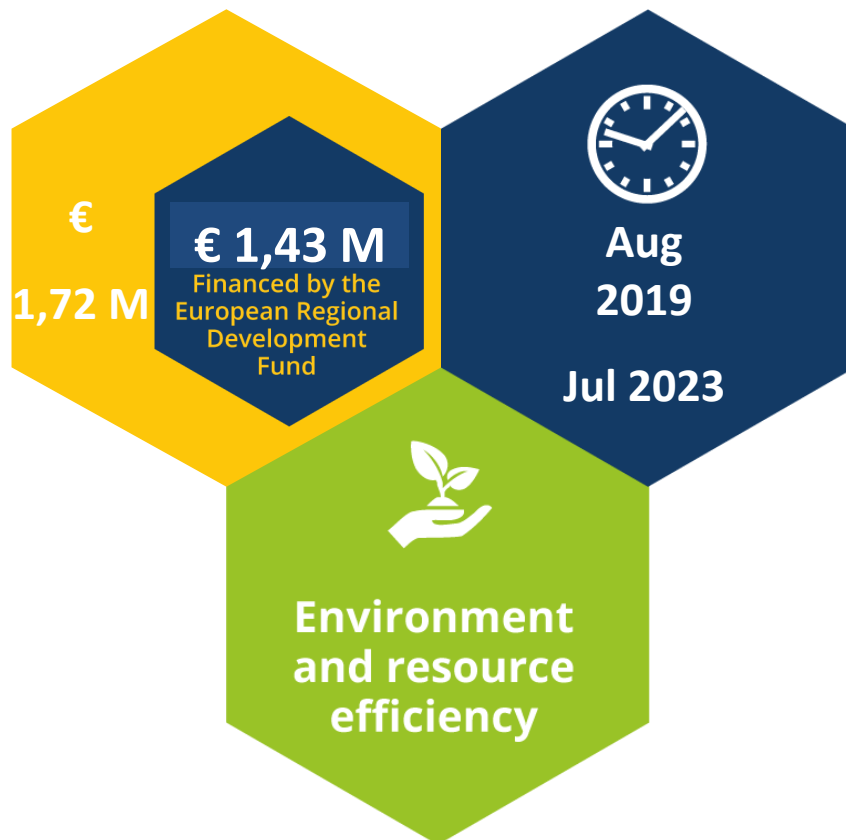 €
1,72 M
€ 1,43 M
Financed by the
European Regional
Development
Fund
Aug
2019
Jul 2023
Environment
and resource
efficiency